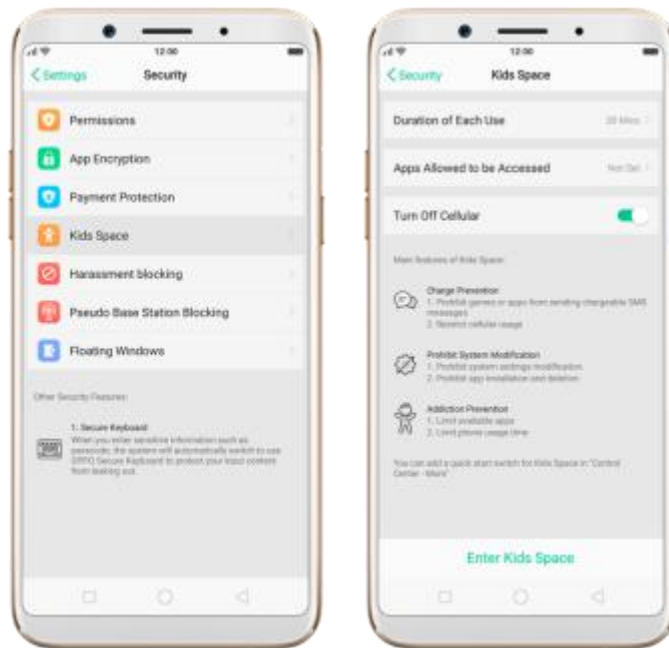 12:00
Settings
Security
Permissions
App Encryption
Payment Protection
Kids Space
Harassment blocking
Pseudo Base Station Blocking
Floating Windows
Other Security Features:
1. Secure Keyboard
When you enter sensitive information such as
passcode, the system will automatically switch to use
OPPO Secure Keyboard to protect your input content
from leaking out.
12:00
Security
Kids Space
Duration of Each Use
20 Mins
Apps Allowed to be Accessed
Not Set
Turn Off Cellular
Main features of Kids Space:
Charge Prevention
1. Prohibit games or apps from sending chargeable SMS
messages
2. Restrict cellular usage
Prohibit System Modification
1. Prohibit system settings modification
2. Prohibit app installation and deletion
Addiction Prevention
1. Limit available apps
2. Limit phone usage time
You can add a quick start switch for Kids Space in "Control
Center - More"
Enter Kids Space